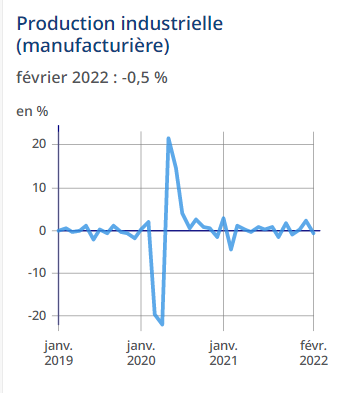 Production industrielle
(manufacturière)
février 2022 : -0,5 %
en %
20
10
0
-10
-20
janv. janv. janv. févr.
2019 2020 2021 2022